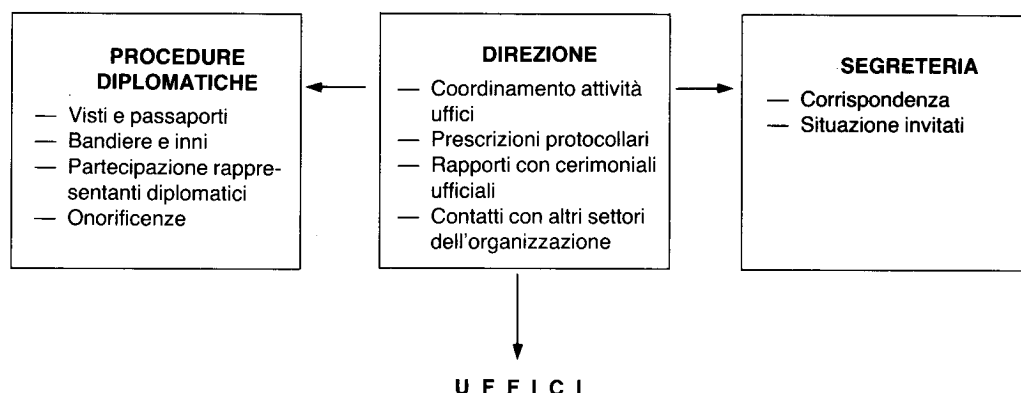 PROCEDURE
DIPLOMATICHE
— Visti e passaporti
— Bandiere e inni
— Partecipazione rappre-
sentanti diplomatici
— Onorificenze
DIREZIONE
— Coordinamento attività
uffici
— Prescrizioni protocollari
— Rapporti con cerimoniali
ufficiali
— Contatti con altri settori
dell'organizzazione
SEGRETERIA
— Corrispondenza
— Situazione invitati
U F F I C I